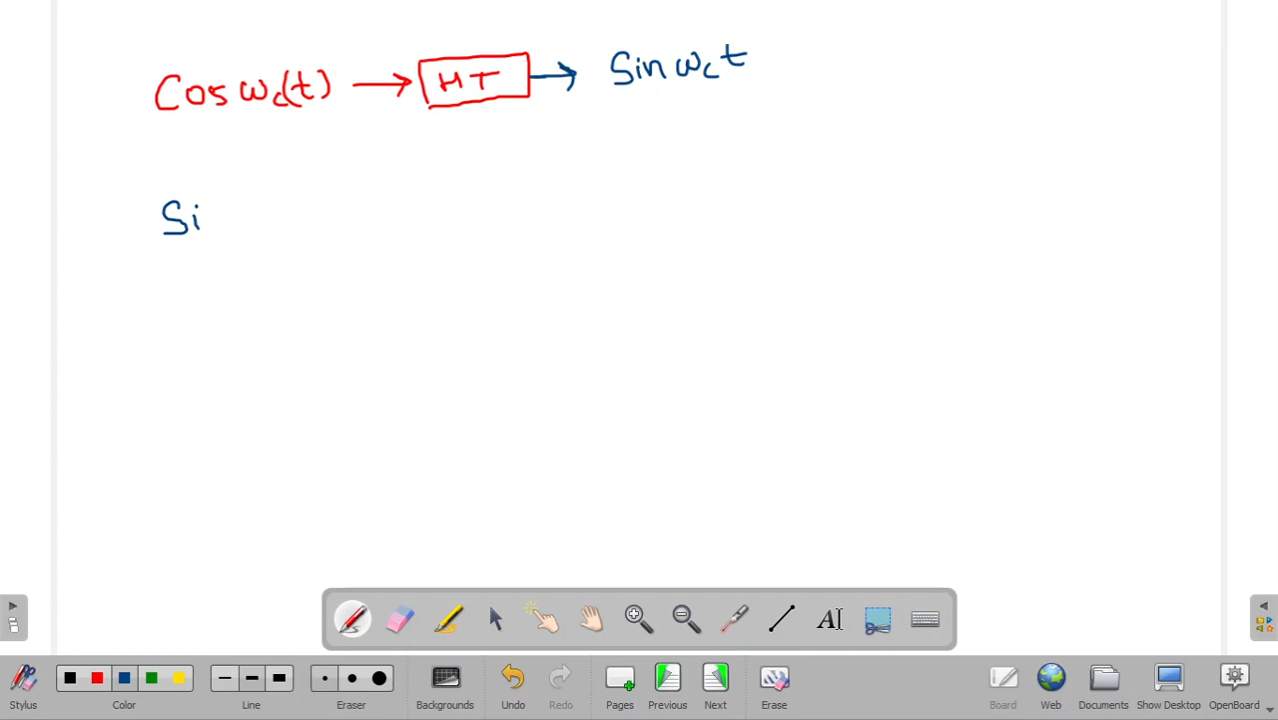 Cos ωc(t) → HT → Sin ωc t
Si
Stylus Color Line Eraser Backgrounds Undo Redo Pages Previous Next Erase Board Web Documents Show Desktop OpenBoard